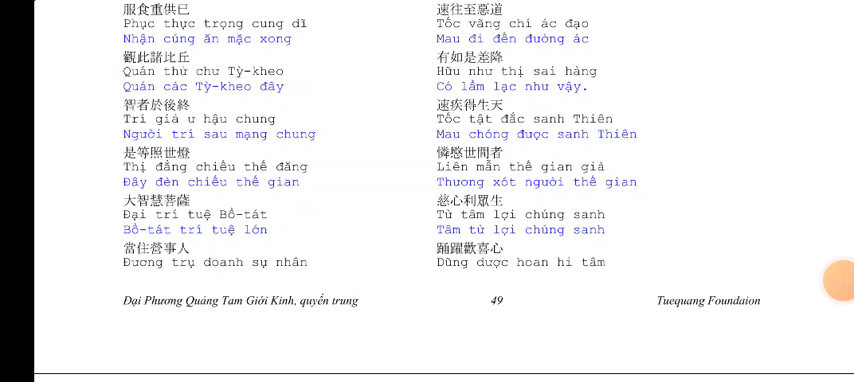 服食重供已
Phục thực trọng cung dĩ
Nhận cúng ăn mặc xong
觀此諸比丘
Quán thử chư Tỳ-kheo
Quán các Tỳ-kheo đây
智者於後終
Trí giả ư hậu chung
Người trí sau mạng chung
是等照世燈
Thị đẳng chiếu thế đăng
Đây đèn chiếu thế gian
大智慧菩薩
Đại trí tuệ Bồ-tát
Bồ-tát trí tuệ lớn
當住營事人
Đương trụ doanh sự nhân
速往至惡道
Tốc vãng chí ác đạo
Mau đi đến đường ác
有如是差降
Hữu như thị sai hàng
Có lầm lạc như vậy.
速疾得生天
Tốc tật đắc sanh Thiên
Mau chóng được sanh Thiên
憐愍世間者
Liên mẫn thế gian giả
Thương xót người thế gian
慈心利眾生
Từ tâm lợi chúng sanh
Tâm từ lợi chúng sanh
踊躍歡喜心
Dũng dược hoan hỉ tâm
Đại Phương Quảng Tam Giới Kinh, quyển trung 49 Tuequang Foundaion